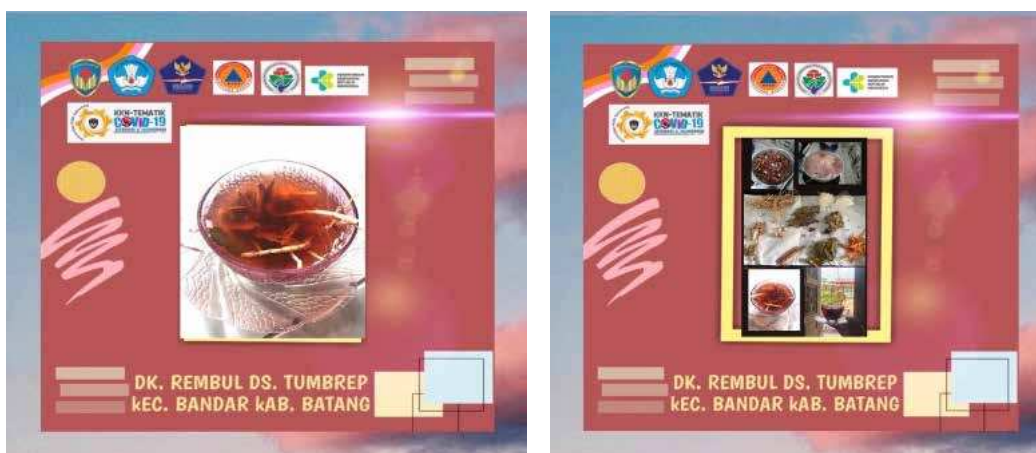 KKN-TEMATIK
COVID-19
DK. REMBUL DS. TUMBREP
kEC. BANDAR kAB. BATANG
KKN-TEMATIK
COVID-19
DK. REMBUL DS. TUMBREP
kEC. BANDAR kAB. BATANG